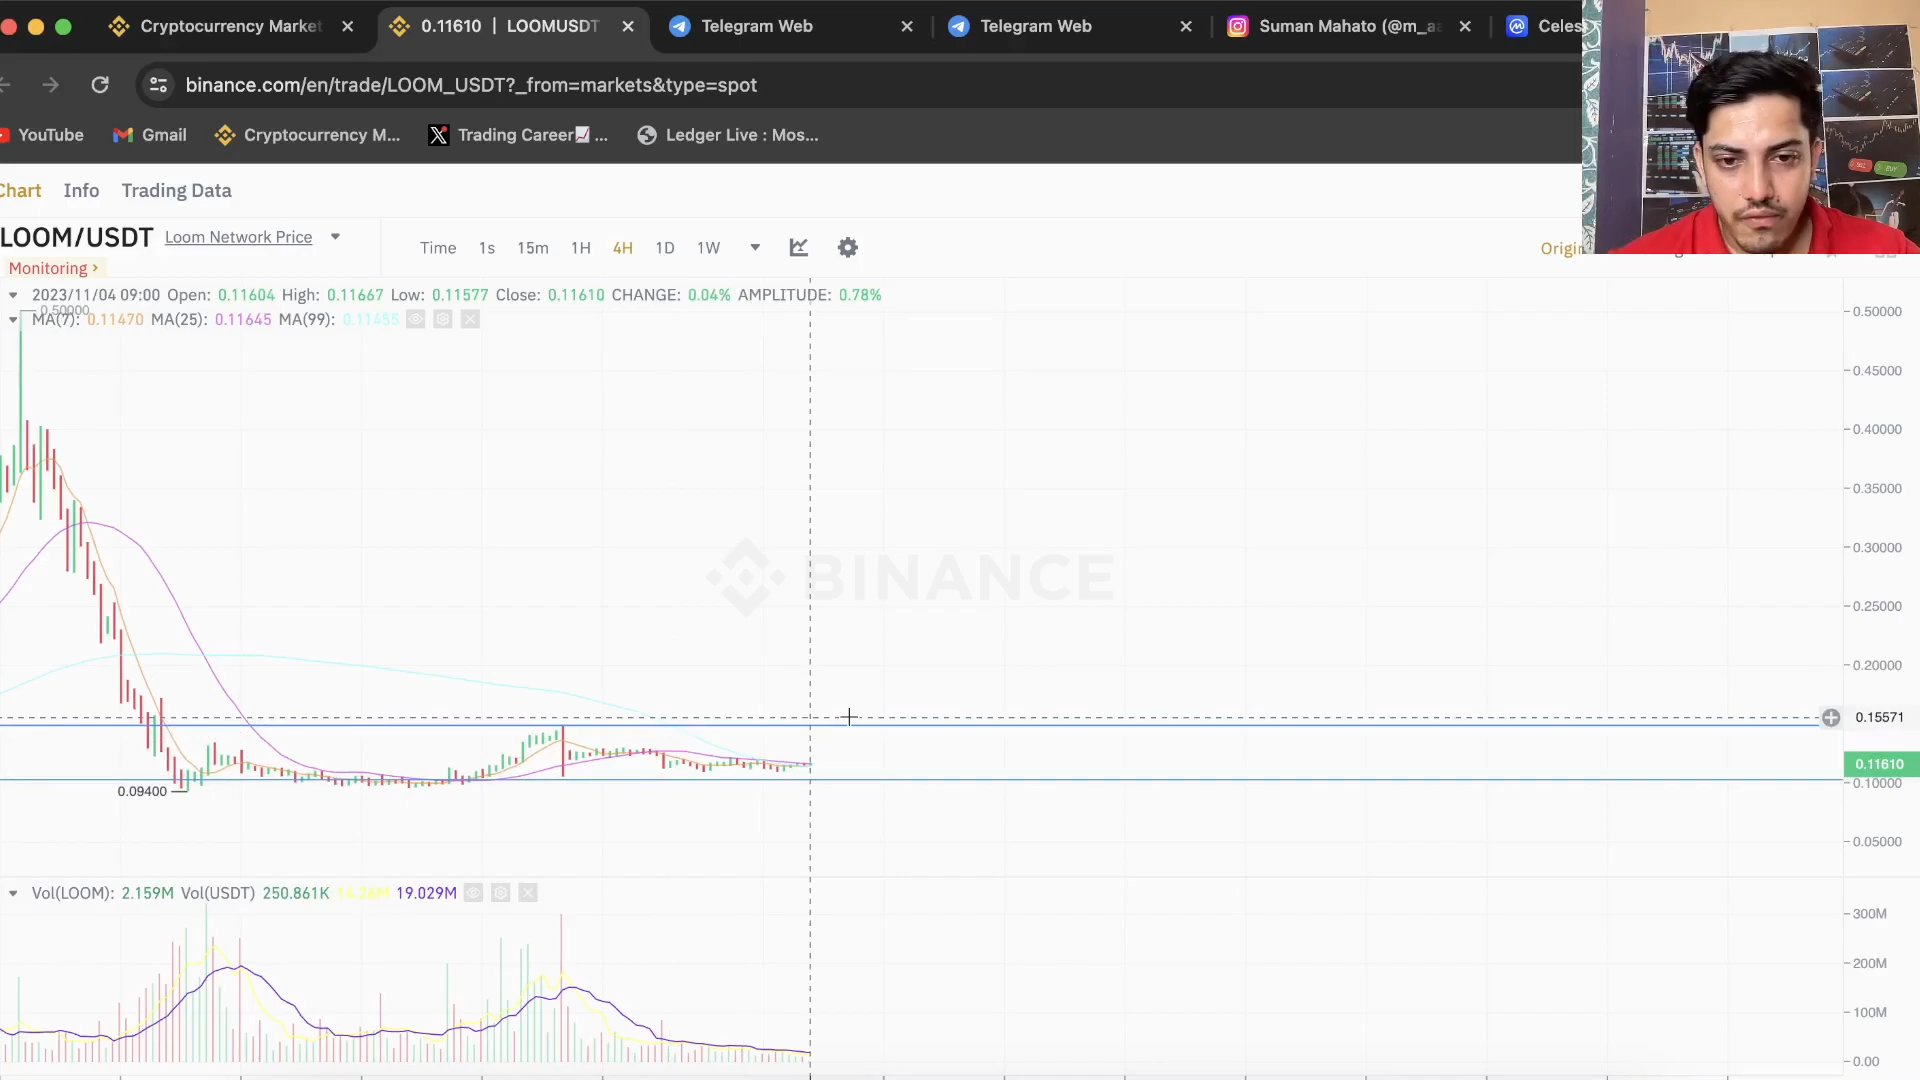 Cryptocurrency Market
0.11610 | LOOMUSDT
Telegram Web
Telegram Web
Suman Mahato (@m_aa
Celes
binance.com/en/trade/LOOM_USDT?_from=markets&type=spot
YouTube
Gmail
Cryptocurrency M...
Trading Career📈 ...
Ledger Live : Mos...
Chart Info Trading Data
LOOM/USDT Loom Network Price
Monitoring
Time 1s 15m 1H 4H 1D 1W
Origin
2023/11/04 09:00 Open: 0.11604 High: 0.11667 Low: 0.11577 Close: 0.11610 CHANGE: 0.04% AMPLITUDE: 0.78%
0.50000
MA(7): 0.11470 MA(25): 0.11645 MA(99): 0.11455
0.50000
0.45000
0.40000
0.35000
0.30000
BINANCE
0.25000
0.20000
0.15571
0.11610
0.10000
0.09400
0.05000
Vol(LOOM): 2.159M Vol(USDT) 250.861K 19.029M
300M
200M
100M
0.00